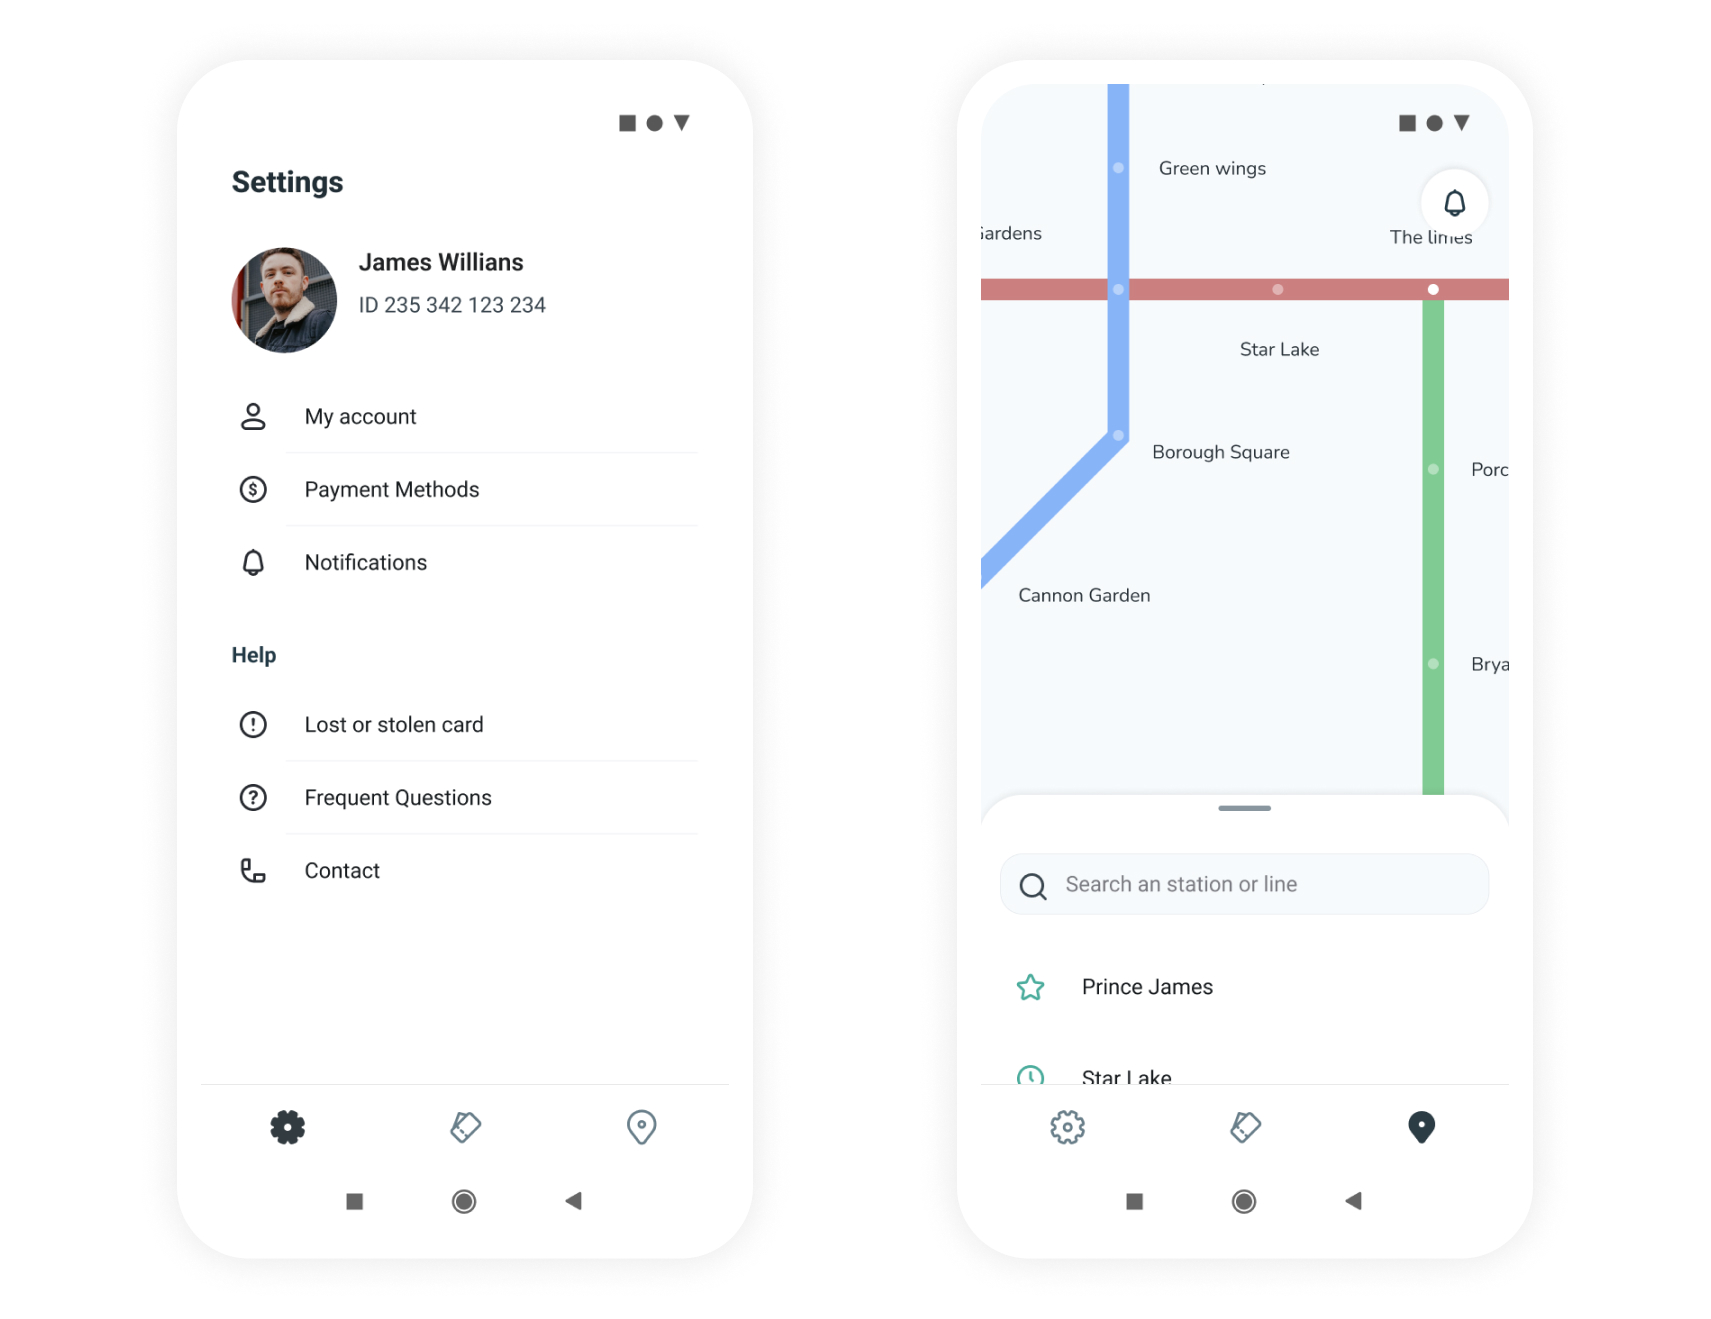 Settings
James Willians
ID 235 342 123 234
My account
Payment Methods
Notifications
Help
Lost or stolen card
Frequent Questions
Contact
Green wings
Gardens
The limes
Star Lake
Borough Square
Porc
Cannon Garden
Brya
Search an station or line
Prince James
Star Lake